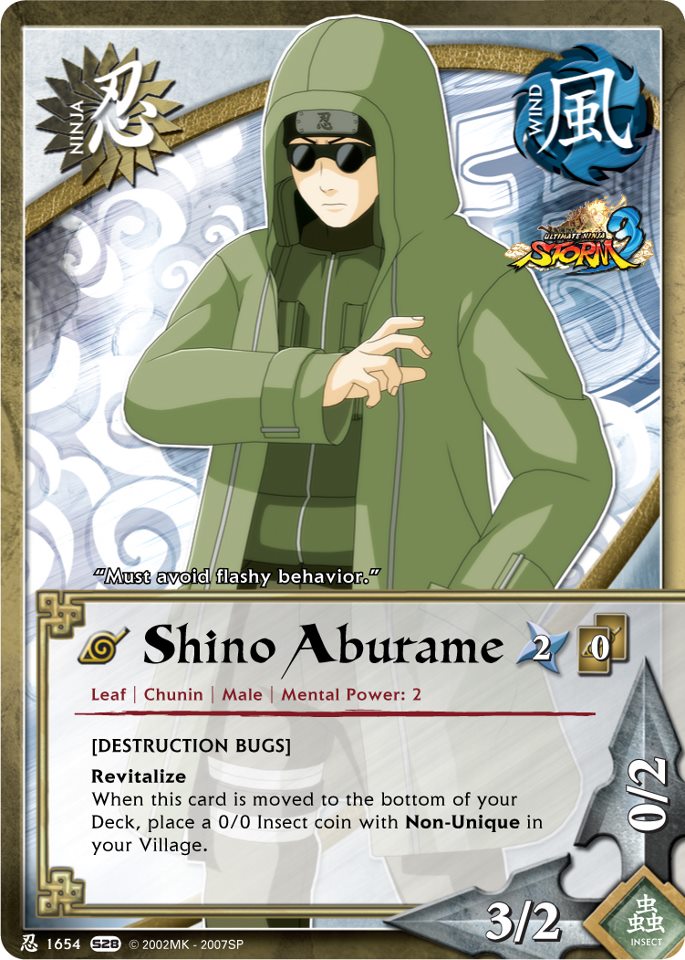 忍
NINJA
風
WIND
ULTIMATE NINJA
STORM 3
忍
"Must avoid flashy behavior."
Shino Aburame
2
0
Leaf | Chunin | Male | Mental Power: 2
[DESTRUCTION BUGS]
Revitalize
When this card is moved to the bottom of your
Deck, place a 0/0 Insect coin with Non-Unique in
your Village.
0/2
3/2
蟲
INSECT
忍 1654 S28 © 2002MK - 2007SP